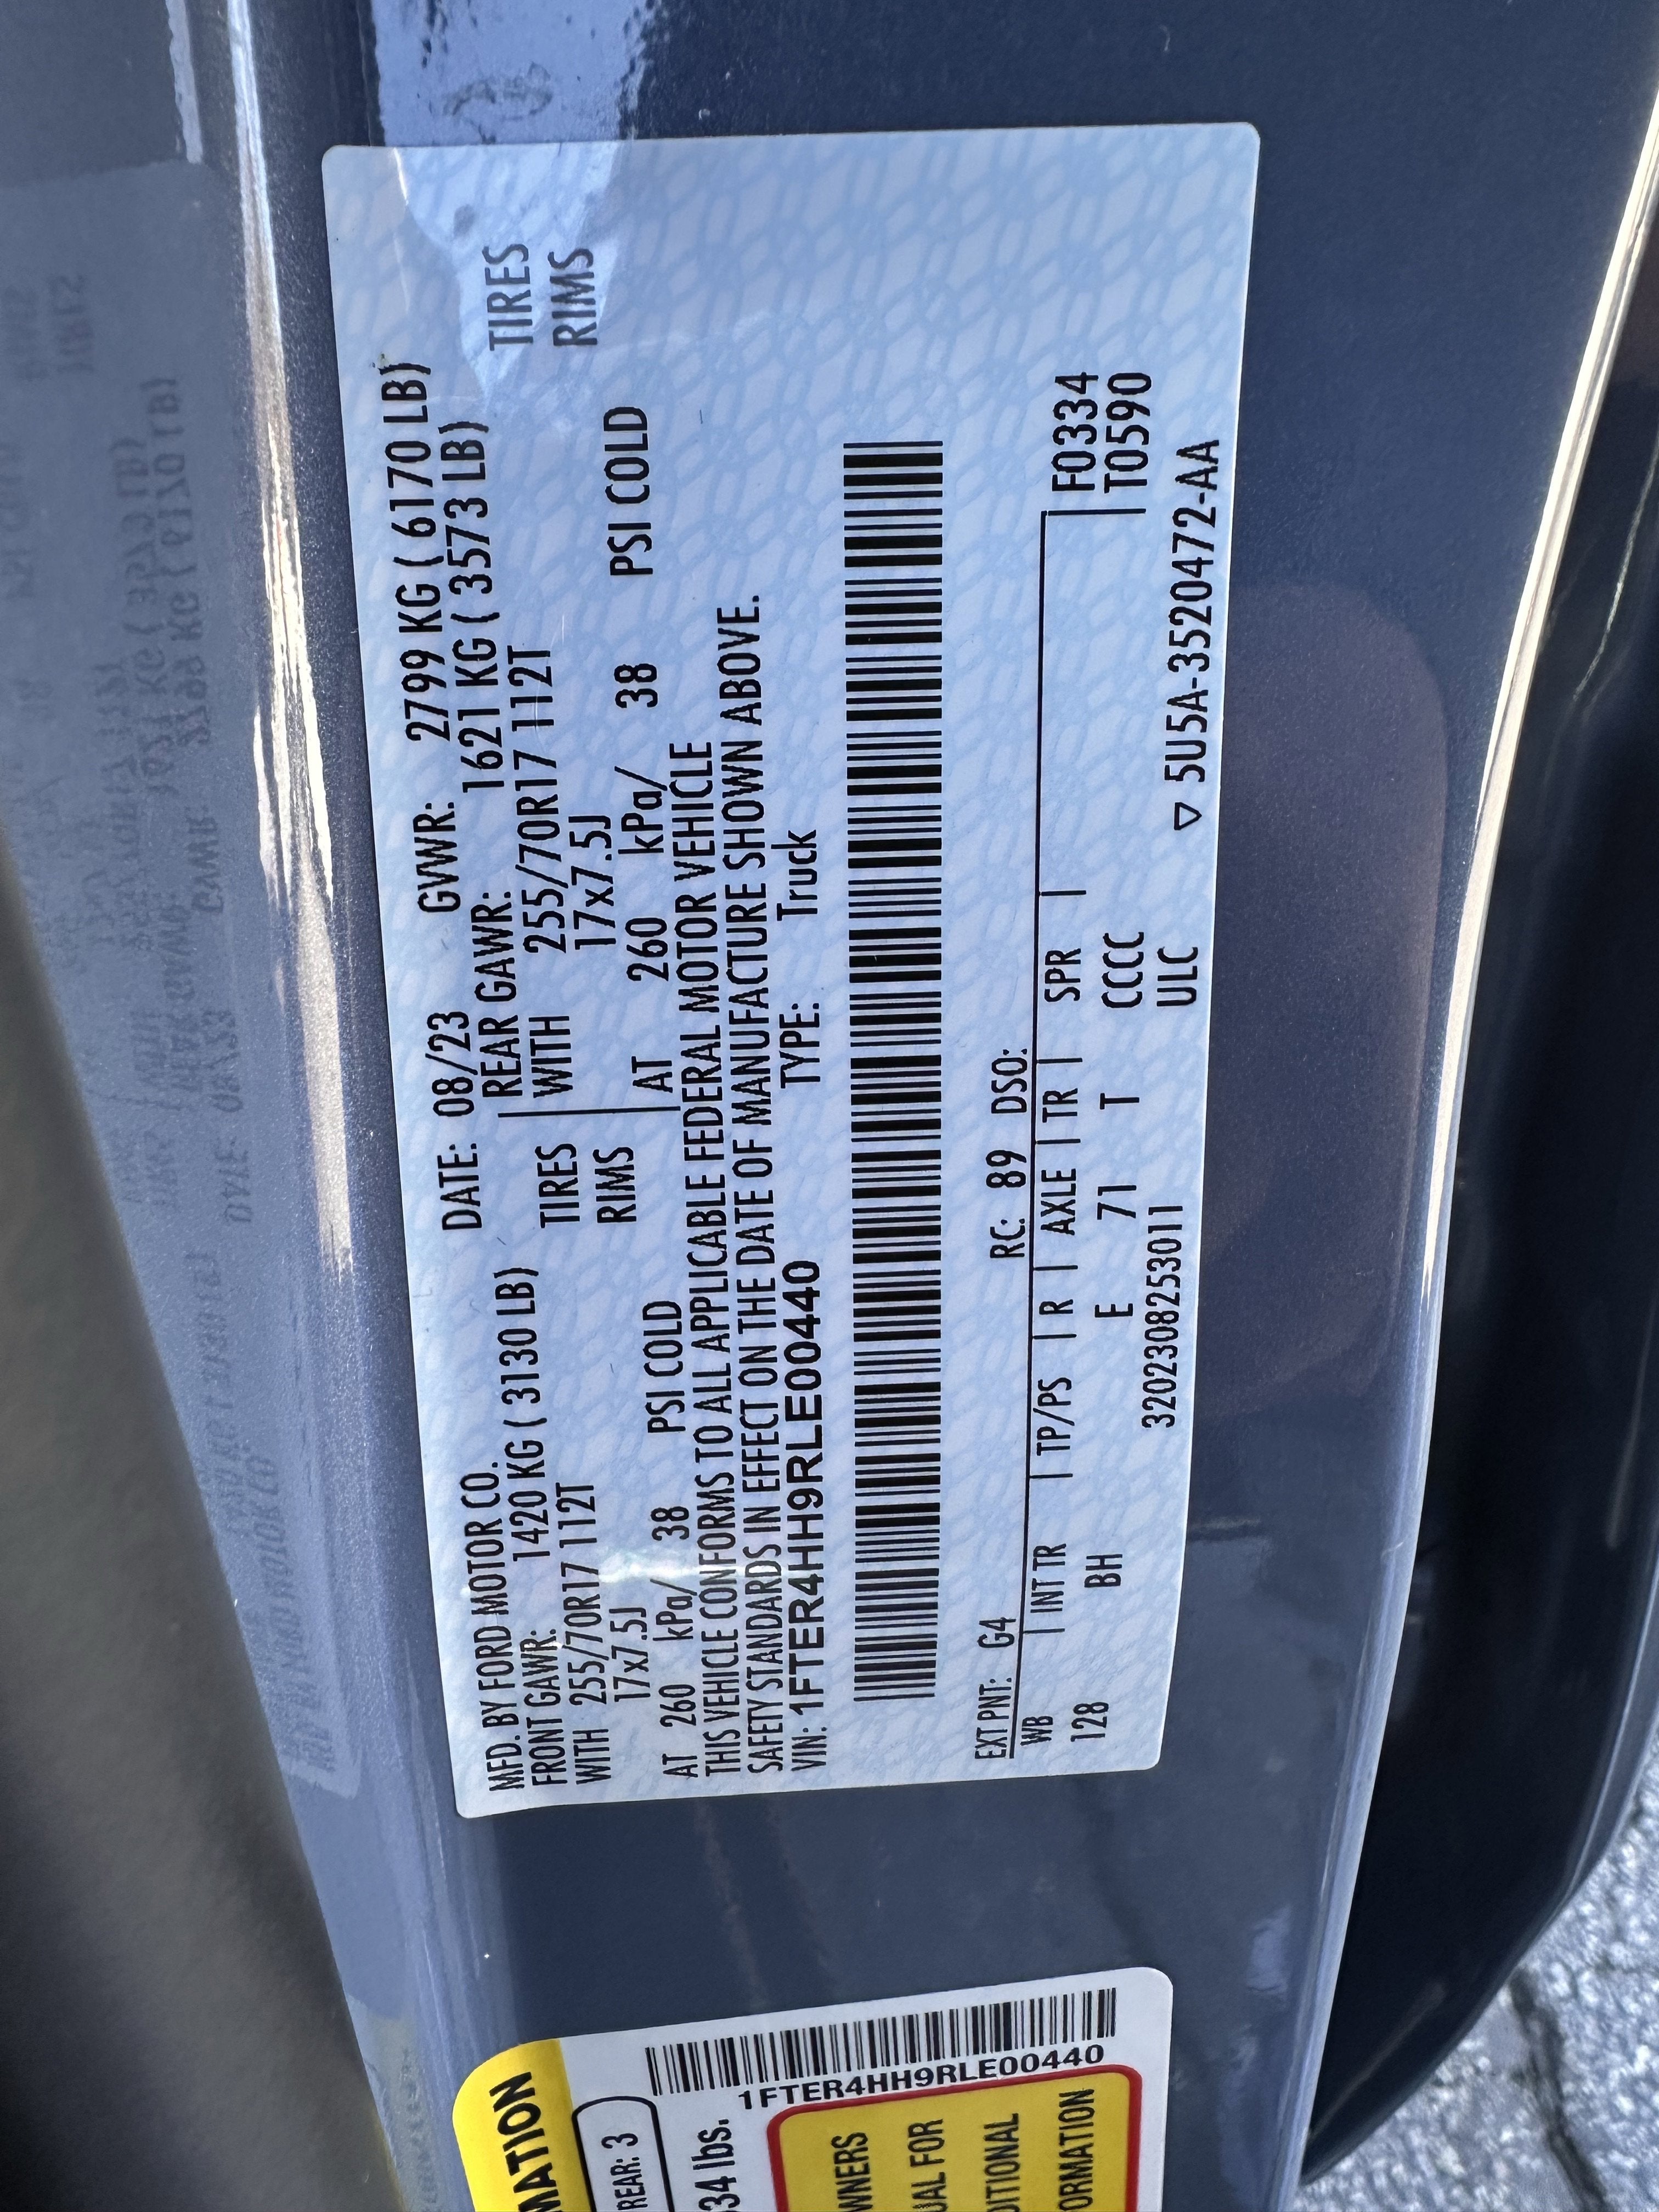 MFD. BY FORD MOTOR CO. DATE: 08/23 GVWR: 2799 KG ( 6170 LB)
FRONT GAWR: 1420 KG ( 3130 LB) REAR GAWR: 1621 KG ( 3573 LB)
WITH 255/70R17 112T TIRES WITH 255/70R17 112T TIRES
17x7.5J RIMS 17x7.5J RIMS
AT 260 kPa/ 38 PSI COLD AT 260 kPa/ 38 PSI COLD
THIS VEHICLE CONFORMS TO ALL APPLICABLE FEDERAL MOTOR VEHICLE
SAFETY STANDARDS IN EFFECT ON THE DATE OF MANUFACTURE SHOWN ABOVE.
VIN: 1FTER4HH9RLE00440 TYPE: Truck
EXT PNT: G4 RC: 89 DSO:
WB | INT TR | TP/PS | R | AXLE | TR | SPR | F0334
128 BH E 71 T CCCC T0590
3202308253011 ULC ▽ 5U5A-3520472-AA
MATION
REAR: 3
34 lbs.
1FTER4HH9RLE00440
WNERS
UAL FOR
DITIONAL
ORMATION